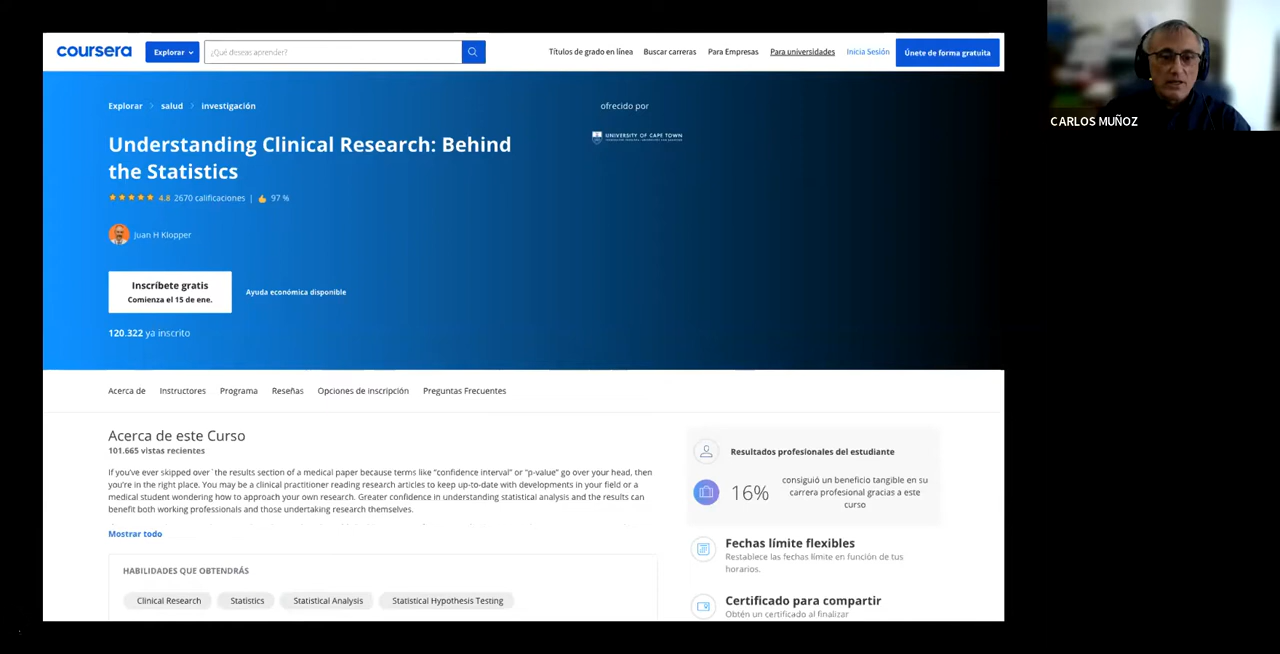 coursera
Explorar
¿Qué deseas aprender?
Títulos de grado en línea
Buscar carreras
Para Empresas
Para universidades
Inicia Sesión
Únete de forma gratuita
CARLOS MUÑOZ
Explorar > salud > investigación
ofrecido por
UNIVERSITY OF CAPE TOWN
Understanding Clinical Research: Behind
the Statistics
4.8 2670 calificaciones | 97 %
Juan H Klopper
Inscríbete gratis
Comienza el 15 de ene.
Ayuda económica disponible
120.322 ya inscrito
Acerca de
Instructores
Programa
Reseñas
Opciones de inscripción
Preguntas Frecuentes
Acerca de este Curso
101.665 vistas recientes
If you've ever skipped over`the results section of a medical paper because terms like "confidence interval" or "p-value" go over your head, then
you're in the right place. You may be a clinical practitioner reading research articles to keep up-to-date with developments in your field or a
medical student wondering how to approach your own research. Greater confidence in understanding statistical analysis and the results can
benefit both working professionals and those undertaking research themselves.
Mostrar todo
HABILIDADES QUE OBTENDRÁS
Clinical Research
Statistics
Statistical Analysis
Statistical Hypothesis Testing
Resultados profesionales del estudiante
16%
consiguió un beneficio tangible en su
carrera profesional gracias a este
curso
Fechas límite flexibles
Restablece las fechas límite en función de tus
horarios.
Certificado para compartir
Obtén un certificado al finalizar